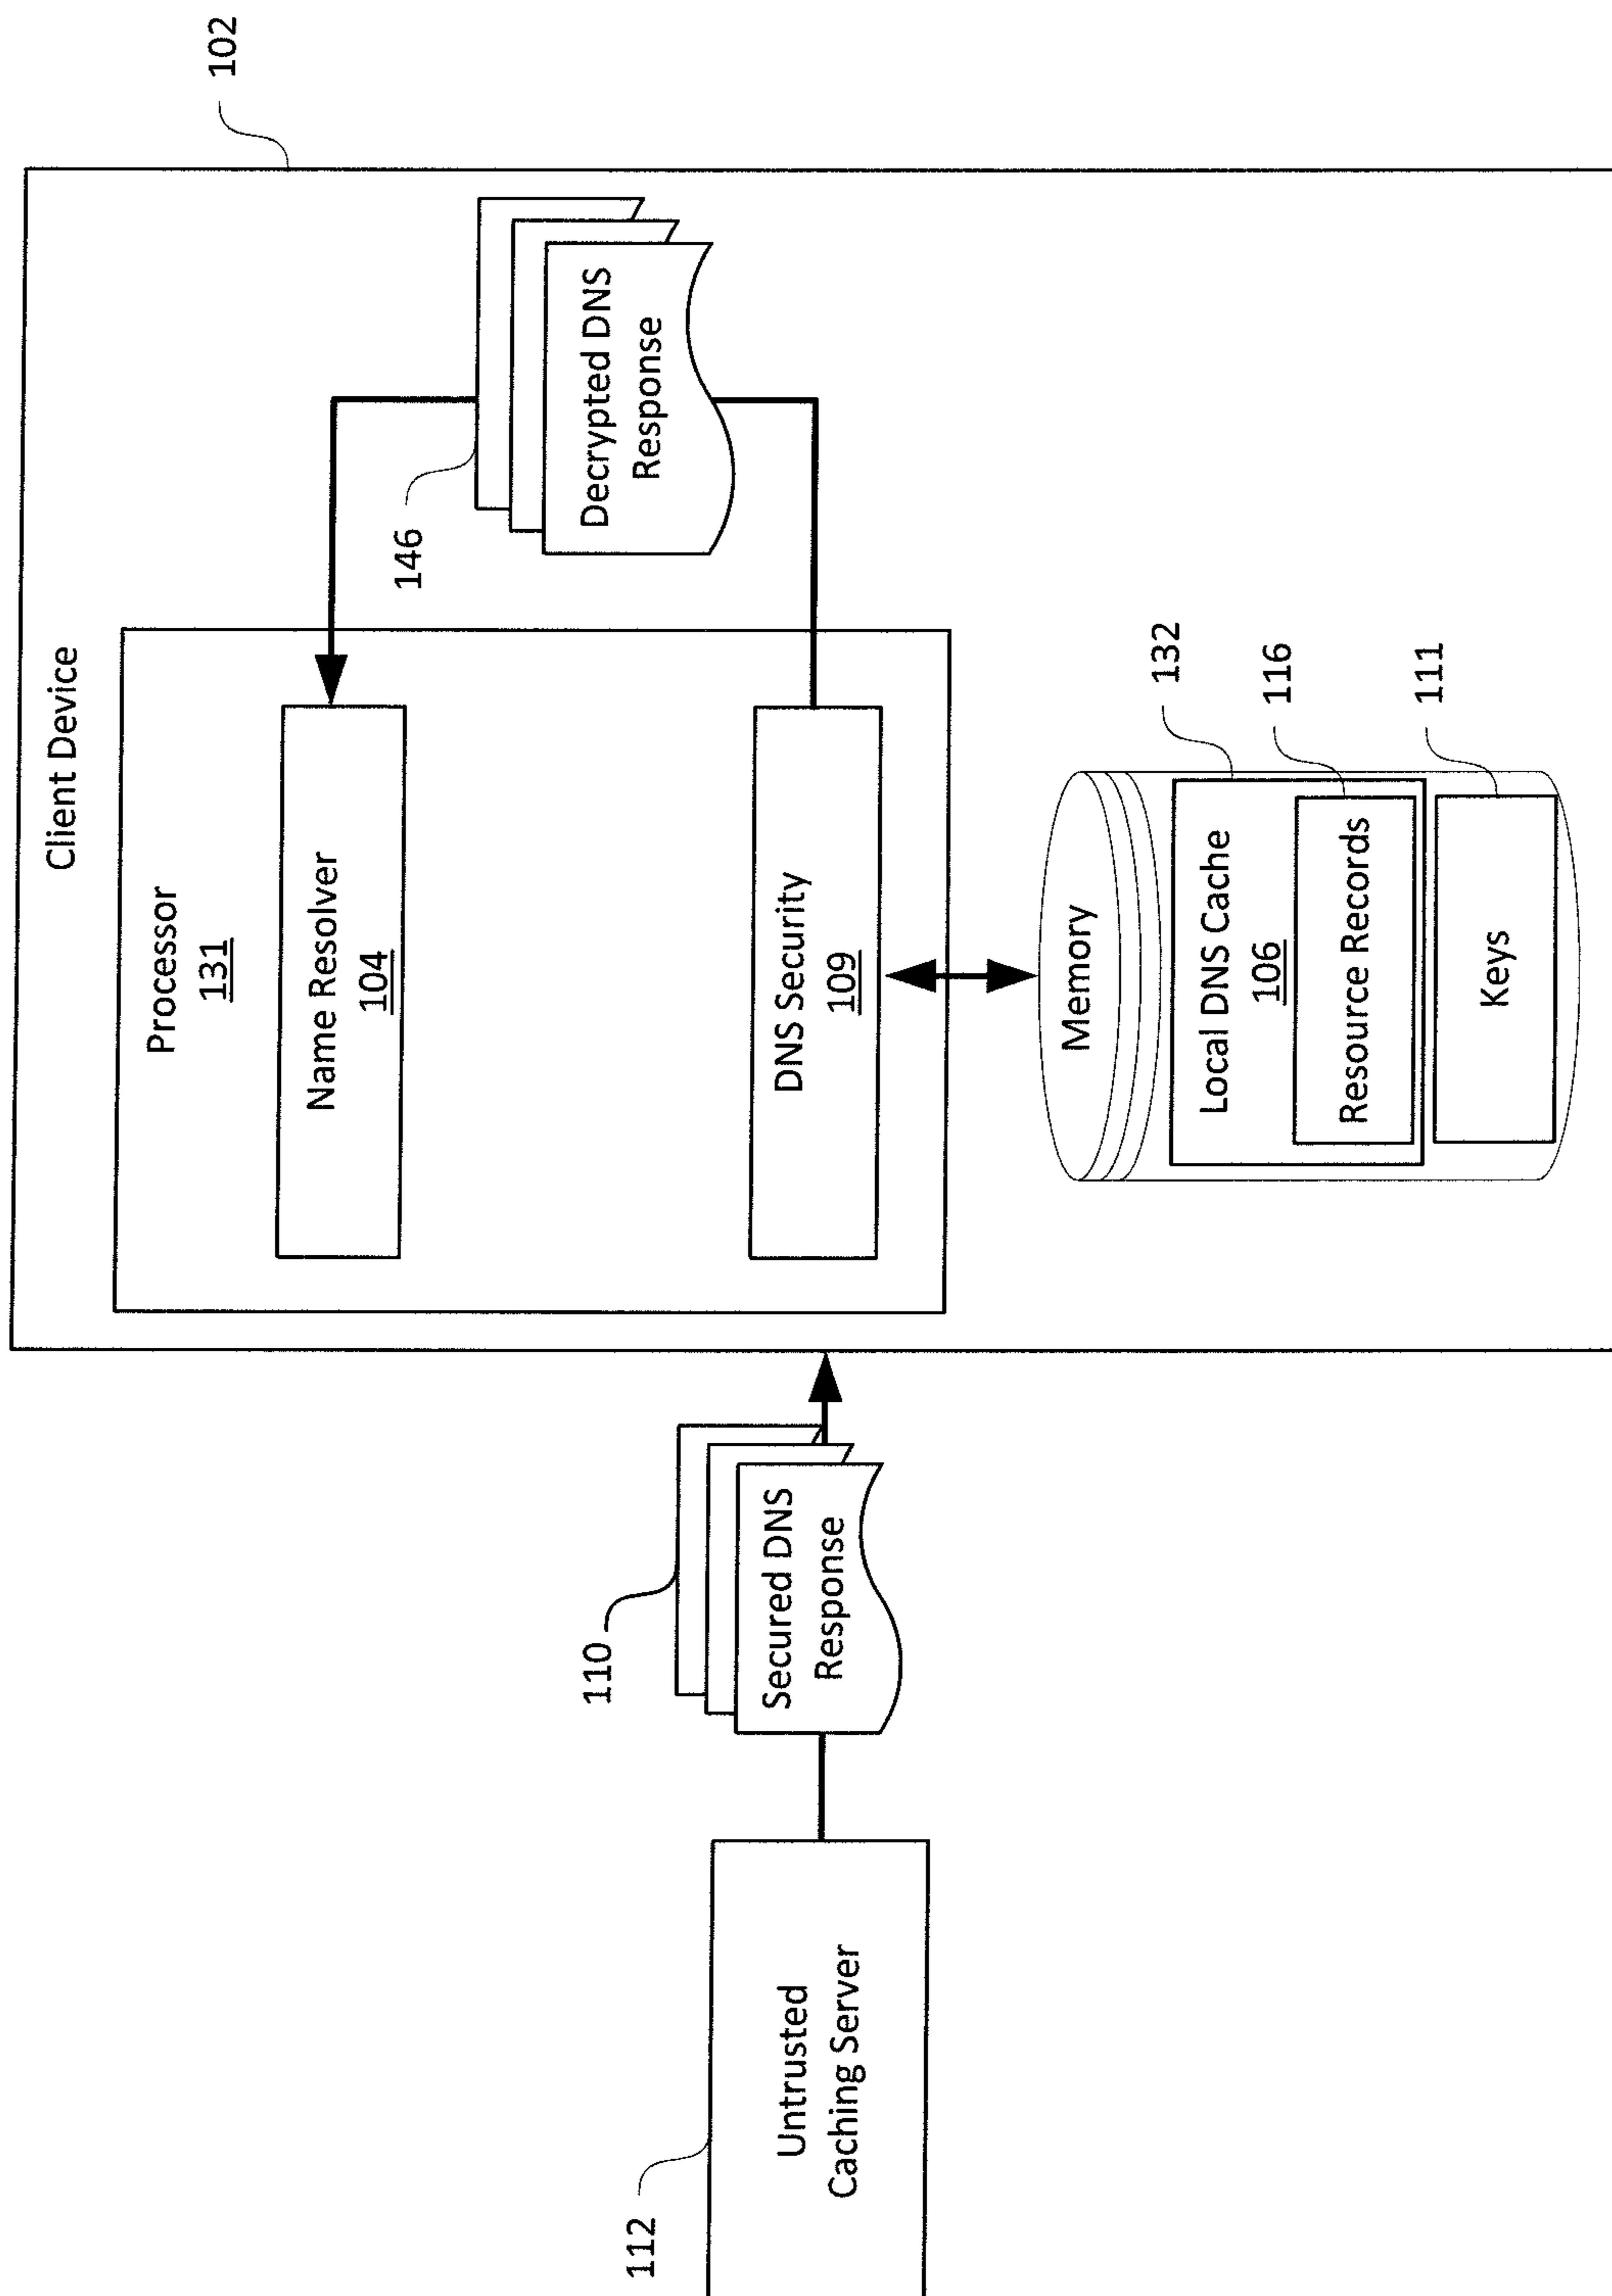 Client Device
102
Processor
131
Name Resolver
104
146
Decrypted DNS
Response
DNS Security
109
110
Secured DNS
Response
112
Untrusted
Caching Server
Memory
132
Local DNS Cache
106
116
Resource Records
111
Keys